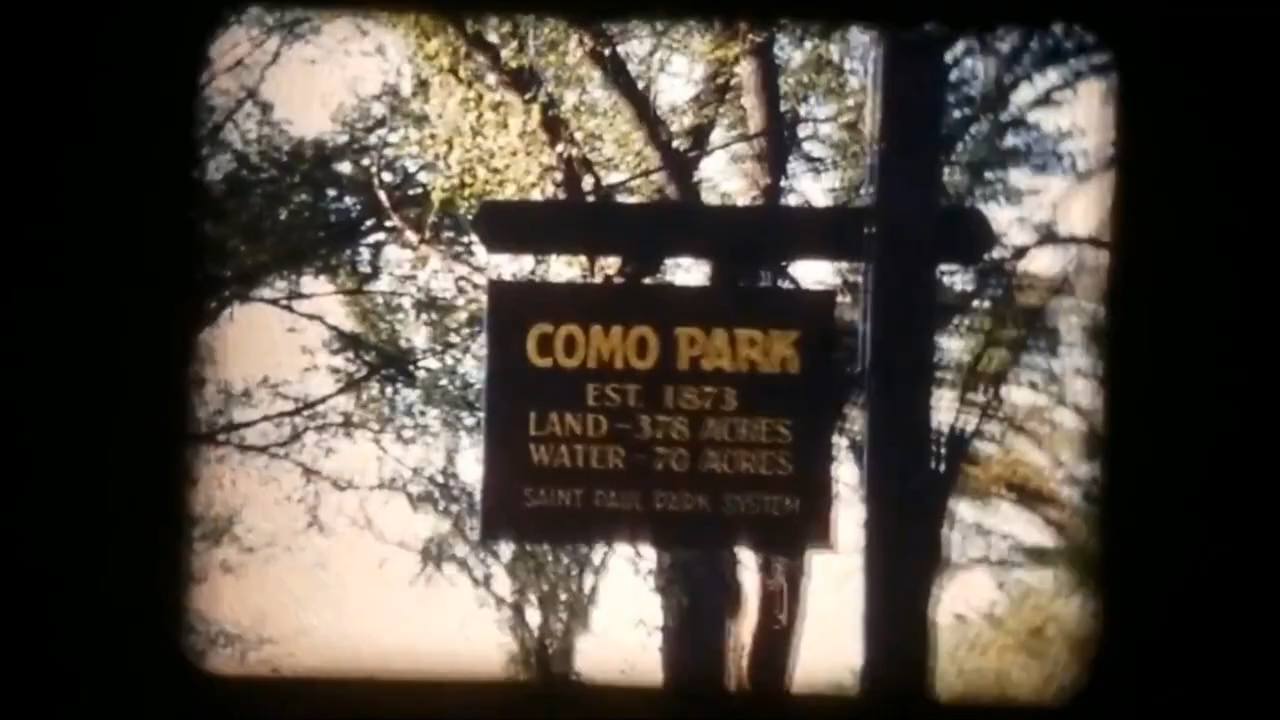 COMO PARK
EST. 1873
LAND - 378 ACRES
WATER - 70 ACRES
SAINT PAUL PARK SYSTEM